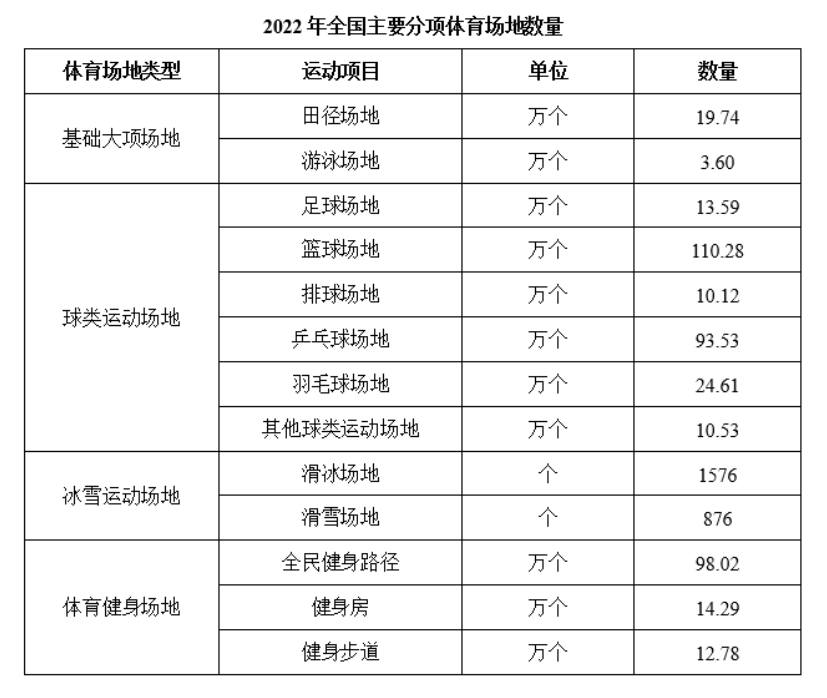 2022 年全国主要分项体育场地数量
体育场地类型 运动项目 单位 数量
基础大项场地 田径场地 万个 19.74
游泳场地 万个 3.60
球类运动场地 足球场地 万个 13.59
篮球场地 万个 110.28
排球场地 万个 10.12
乒乓球场地 万个 93.53
羽毛球场地 万个 24.61
其他球类运动场地 万个 10.53
冰雪运动场地 滑冰场地 个 1576
滑雪场地 个 876
体育健身场地 全民健身路径 万个 98.02
健身房 万个 14.29
健身步道 万个 12.78